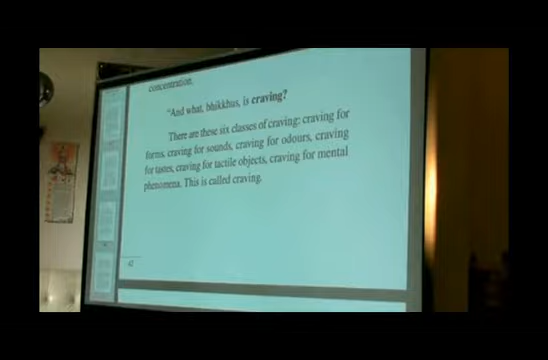 concentration.
"And what, bhikkhus, is craving?
There are these six classes of craving: craving for
forms, craving for sounds, craving for odours, craving
for tastes, craving for tactile objects, craving for mental
phenomena. This is called craving.
42